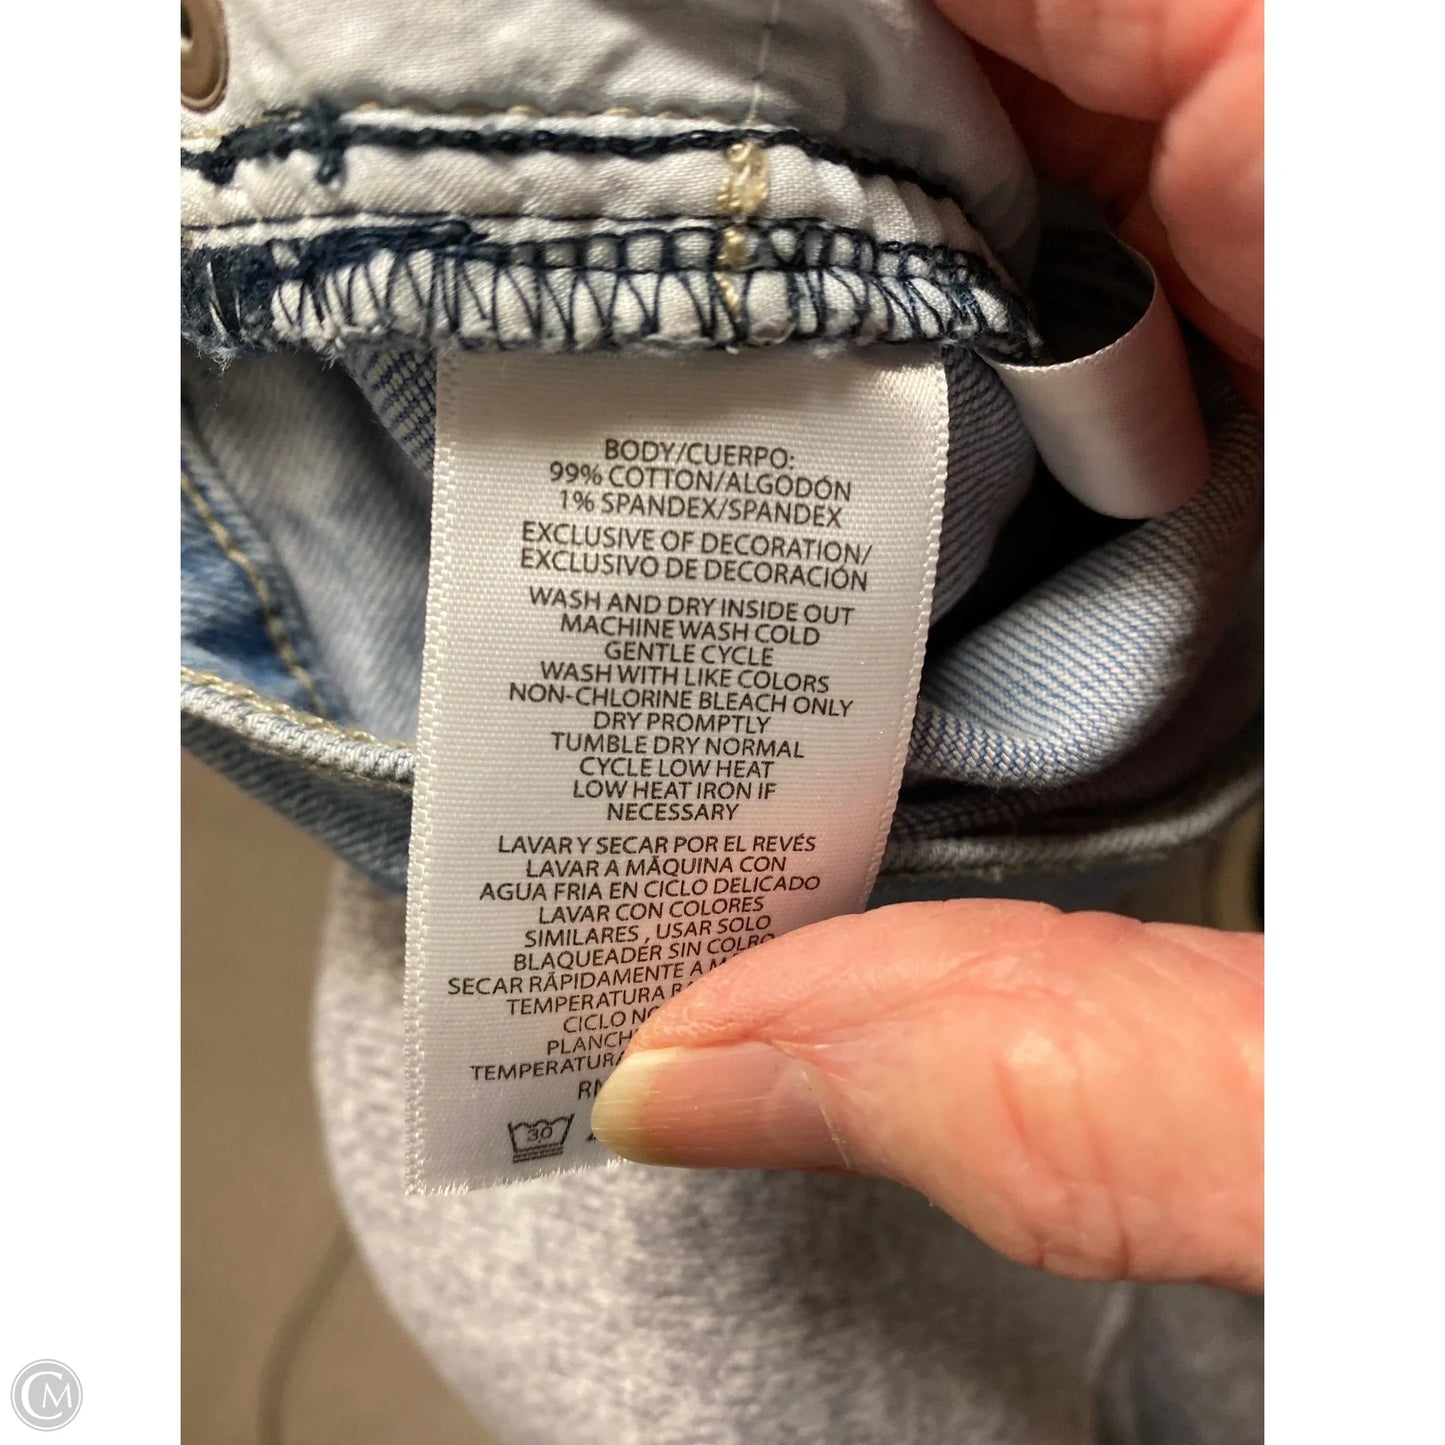 BODY/CUERPO:
99% COTTON/ALGODÓN
1% SPANDEX/SPANDEX
EXCLUSIVE OF DECORATION/
EXCLUSIVO DE DECORACIÓN
WASH AND DRY INSIDE OUT
MACHINE WASH COLD
GENTLE CYCLE
WASH WITH LIKE COLORS
NON-CHLORINE BLEACH ONLY
DRY PROMPTLY
TUMBLE DRY NORMAL
CYCLE LOW HEAT
LOW HEAT IRON IF
NECESSARY
LAVAR Y SECAR POR EL REVÉS
LAVAR A MÁQUINA CON
AGUA FRIA EN CICLO DELICADO
LAVAR CON COLORES
SIMILARES , USAR SOLO
BLAQUEADER SIN COLRO
SECAR RÁPIDAMENTE A
TEMPERATURA
CICLO
TEMPERATURA
30
CM